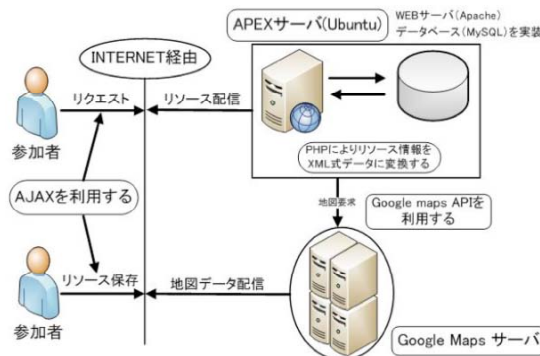 APEXサーバ(Ubuntu)
WEBサーバ(Apache)
データベース(MySQL)を実装
INTERNET経由
リクエスト
リソース配信
参加者
PHPによりリソース情報を
XML式データに変換する
AJAXを利用する
地図要求
Google maps APIを
利用する
リソース保存
地図データ配信
参加者
Google Maps サーバ